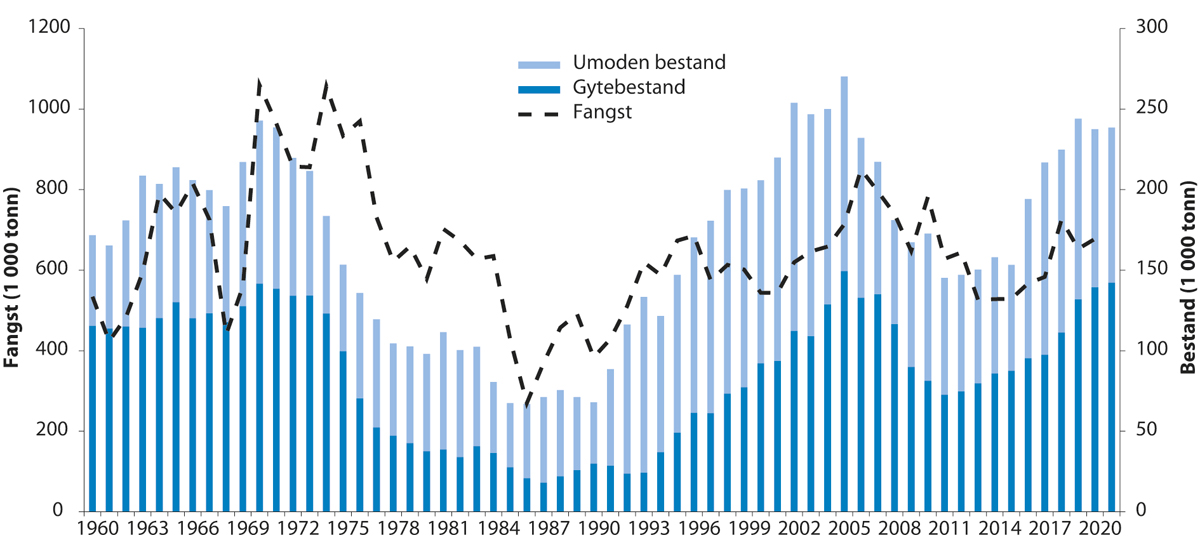 1200
1000
800
600
400
200
0
Fangst (1 000 tonn)
Umoden bestand
Gytebestand
Fangst
300
250
200
150
100
50
0
Bestand (1 000 tonn)
1960 1963 1966 1969 1972 1975 1978 1981 1984 1987 1990 1993 1996 1999 2002 2005 2008 2011 2014 2017 2020